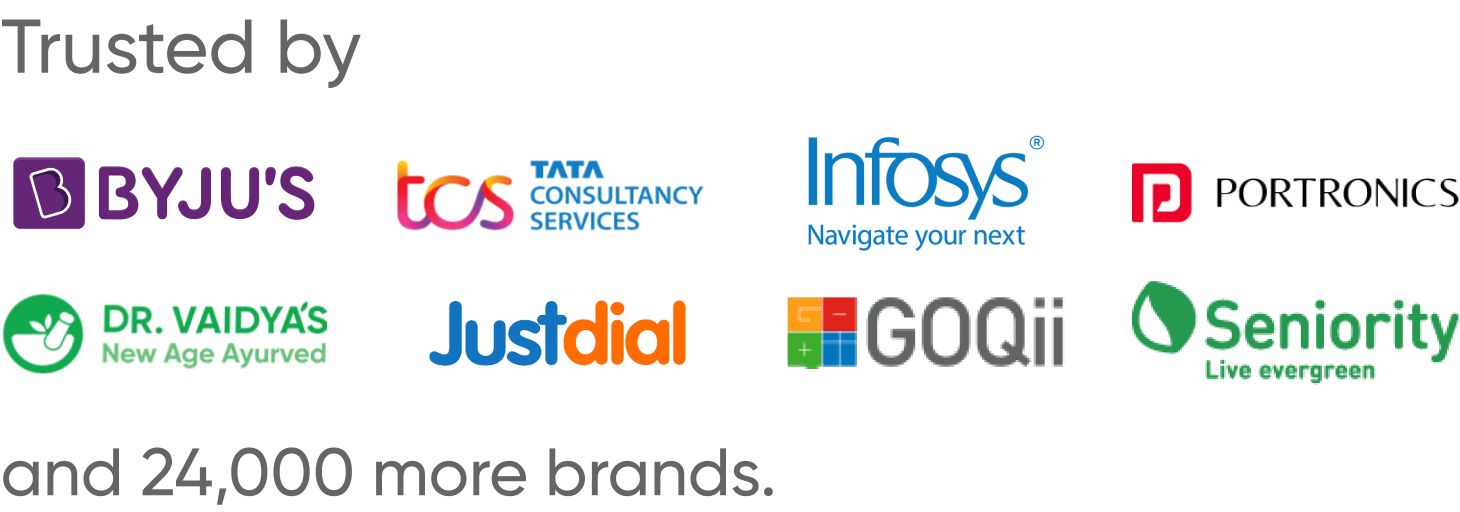 Trusted by
BYJU'S
tcs TATA
CONSULTANCY
SERVICES
Infosys®
Navigate your next
PORTRONICS
DR. VAIDYA'S
New Age Ayurved
Justdial
GOQii
Seniority
Live evergreen
and 24,000 more brands.